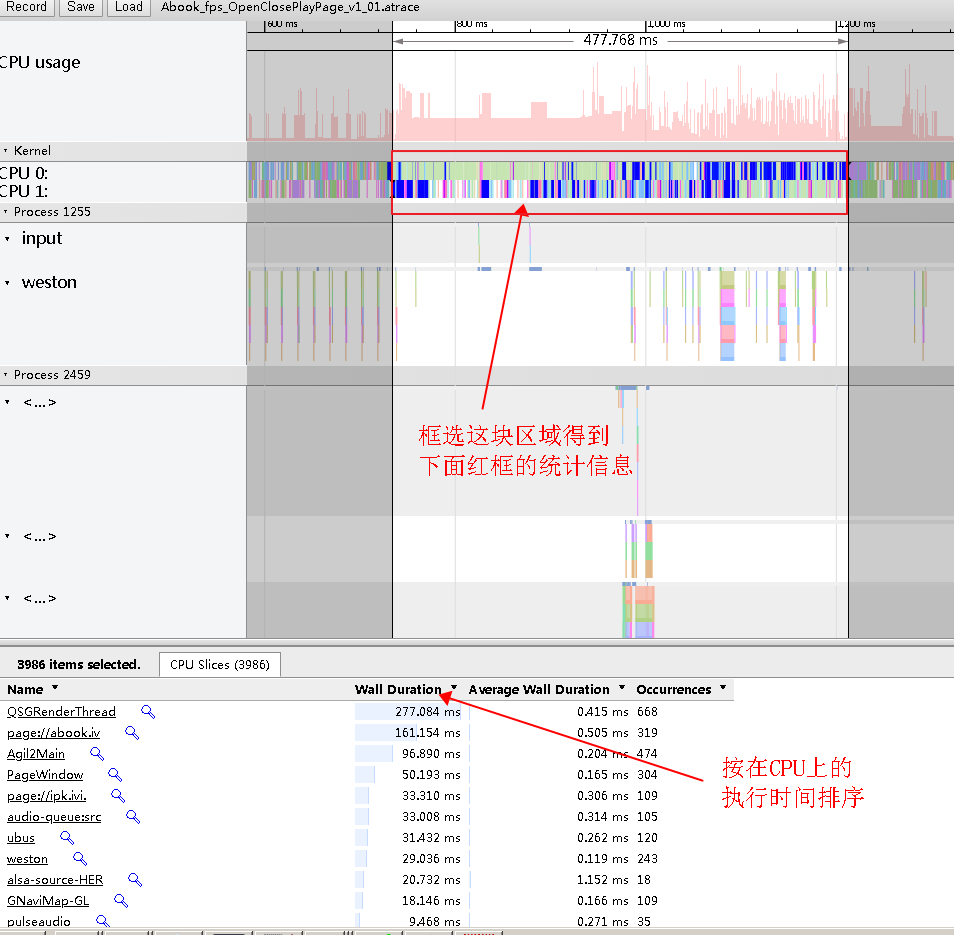 Record Save Load Abook_fps_OpenClosePlayPage_v1_01.atrace
600 ms 800 ms 1,000 ms 1,200 ms
477.768 ms
CPU usage
Kernel
CPU 0:
CPU 1:
Process 1255
input
weston
Process 2459
<...>
框选这块区域得到
下面红框的统计信息
<...>
<...>
3986 items selected. CPU Slices (3986)
Name Wall Duration Average Wall Duration Occurrences
QSGRenderThread 277.084 ms 0.415 ms 668
page://abook.iv 161.154 ms 0.505 ms 319
Agil2Main 96.890 ms 0.204 ms 474
PageWindow 50.193 ms 0.165 ms 304
按在CPU上的
执行时间排序
page://ipk.ivi. 33.310 ms 0.306 ms 109
audio-queue:src 33.008 ms 0.314 ms 105
ubus 31.432 ms 0.262 ms 120
weston 29.036 ms 0.119 ms 243
alsa-source-HER 20.732 ms 1.152 ms 18
GNaviMap-GL 18.146 ms 0.166 ms 109
pulseaudio 9.468 ms 0.271 ms 35